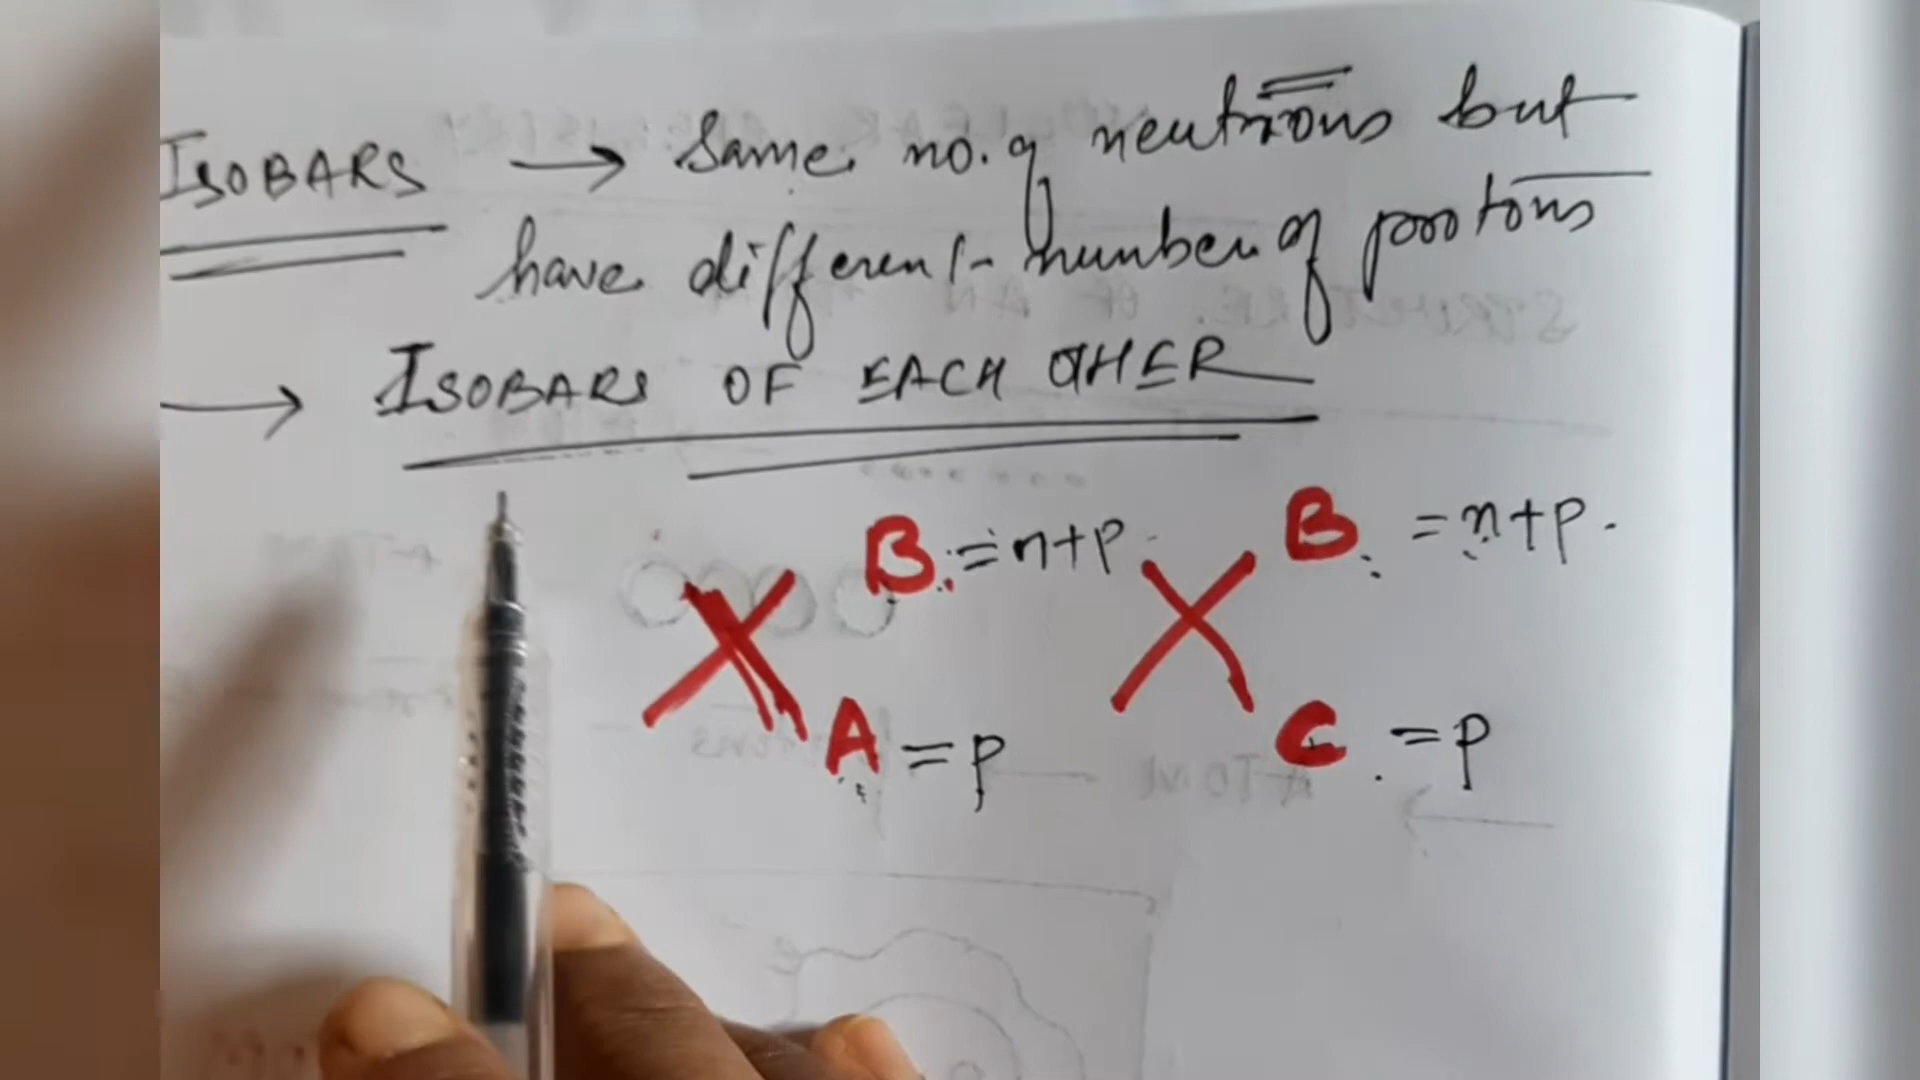 ISOBARS → Same no. of neutrons but
have different number of protons
→ ISOBARS OF EACH OTHER
X B = n+p. X B = n+p.
A = p C = p